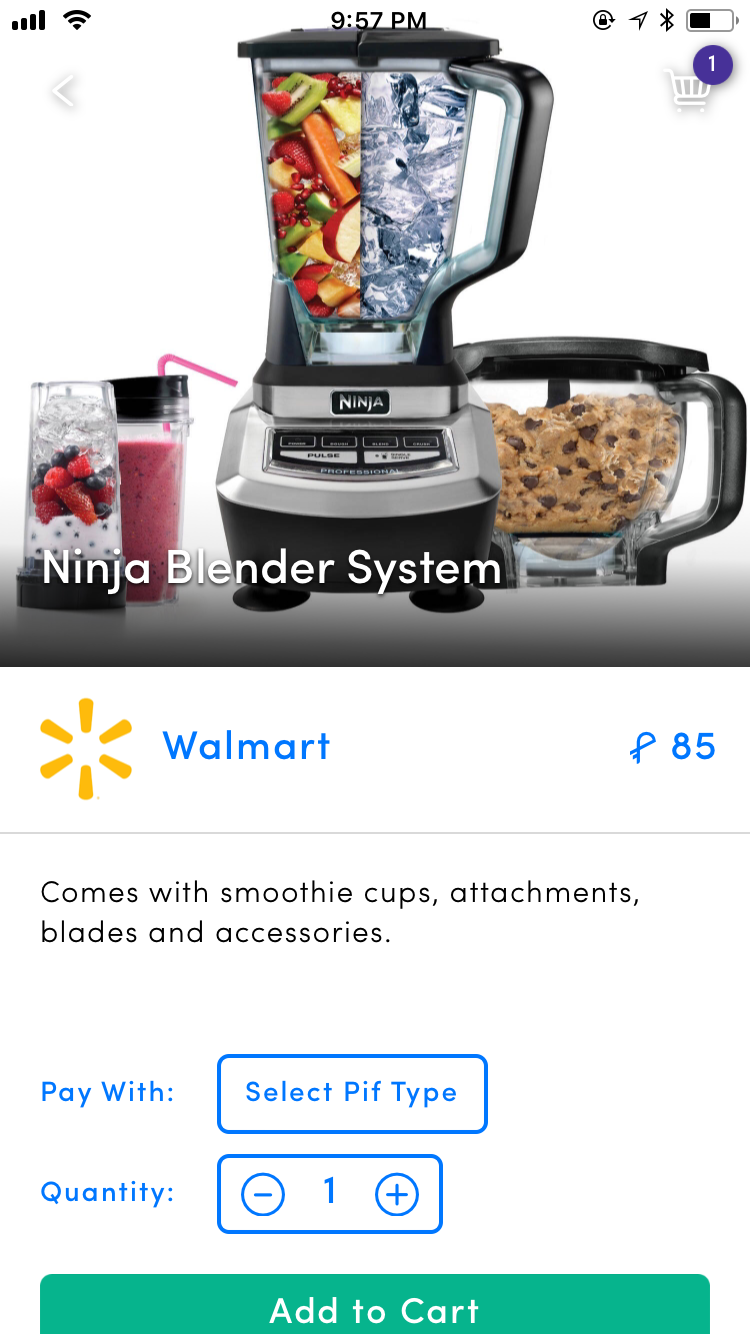 9:57 PM
1
NINJA
PULSE
PROFESSIONAL
Ninja Blender System
Walmart
85
Comes with smoothie cups, attachments,
blades and accessories.
Pay With:
Select Pif Type
Quantity:
1
Add to Cart